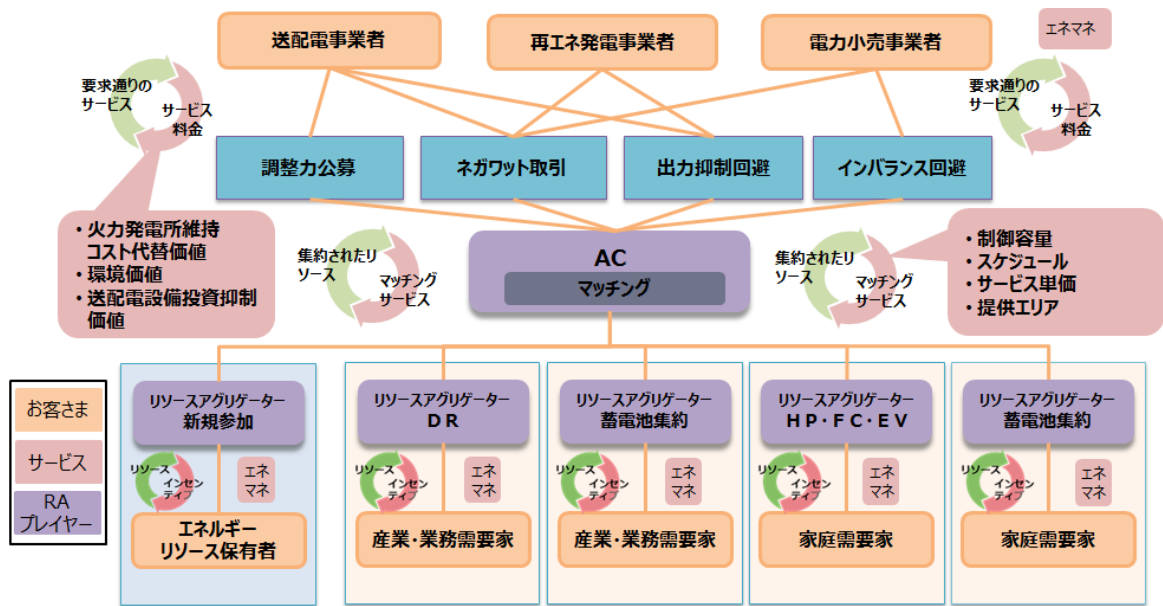 送配電事業者
再エネ発電事業者
電力小売事業者
エネマネ
要求通りの
サービス
サービス
料金
要求通りの
サービス
サービス
料金
調整力公募
ネガワット取引
出力抑制回避
インバランス回避
・火力発電所維持
コスト代替価値
・環境価値
・送配電設備投資抑制
価値
集約されたリ
ソース
マッチング
サービス
AC
マッチング
集約されたリ
ソース
マッチング
サービス
・制御容量
・スケジュール
・サービス単価
・提供エリア
お客さま
サービス
RA
プレイヤー
リソースアグリゲーター
新規参加
リソース
インセン
ティブ
エネ
マネ
エネルギー
リソース保有者
リソースアグリゲーター
DR
リソース
インセン
ティブ
エネ
マネ
産業・業務需要家
リソースアグリゲーター
蓄電池集約
リソース
インセン
ティブ
エネ
マネ
産業・業務需要家
リソースアグリゲーター
HP・FC・EV
リソース
インセン
ティブ
エネ
マネ
家庭需要家
リソースアグリゲーター
蓄電池集約
リソース
インセン
ティブ
エネ
マネ
家庭需要家